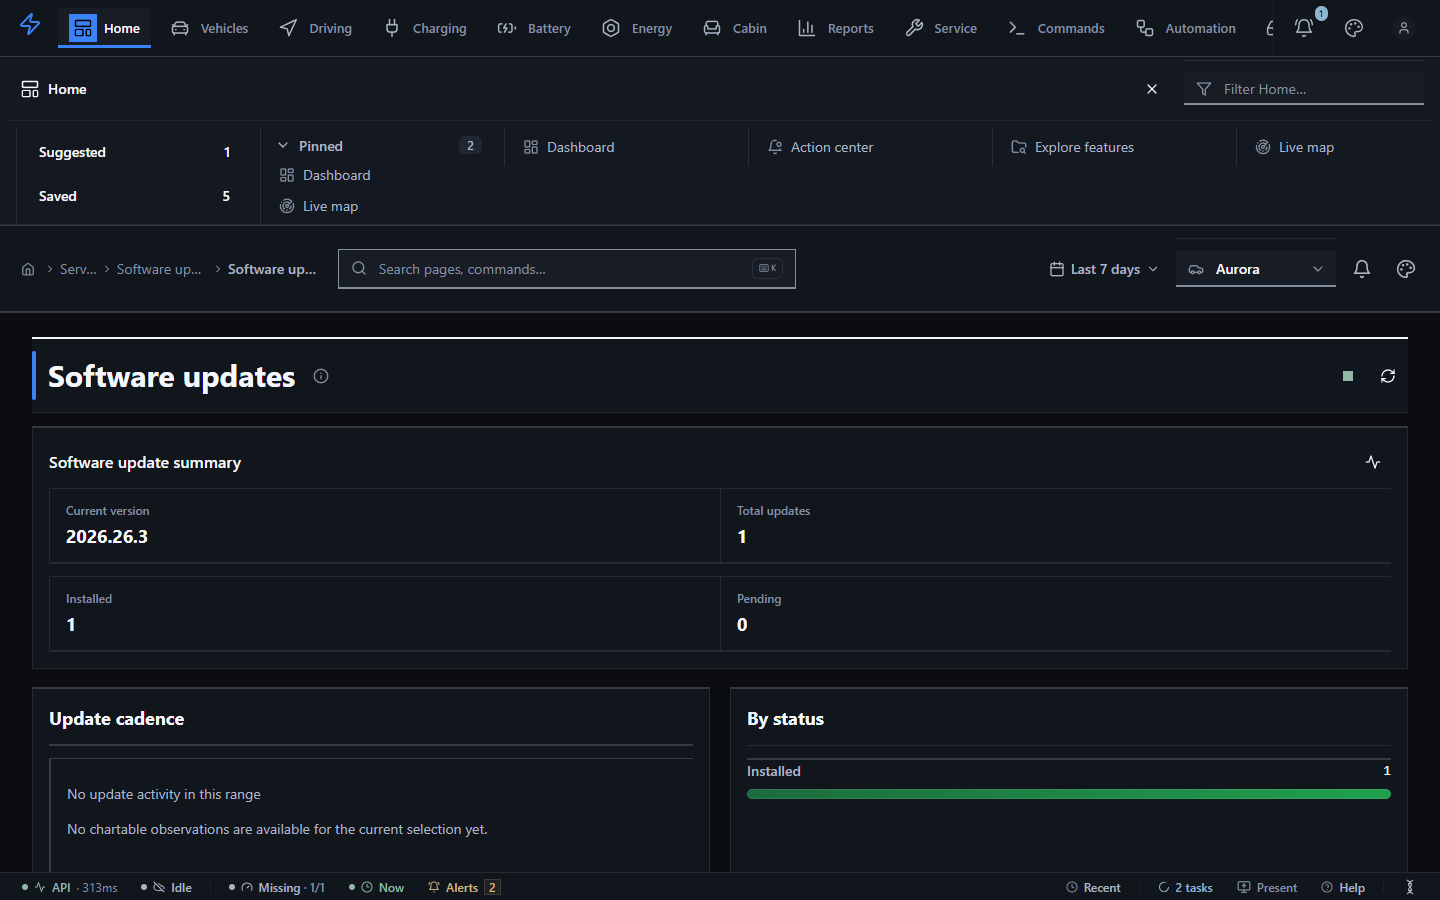 Home
Vehicles
Driving
Charging
Battery
Energy
Cabin
Reports
Service
Commands
Automation
1
Home
Filter Home...
Suggested 1
Saved 5
Pinned 2
Dashboard
Live map
Dashboard
Action center
Explore features
Live map
Serv...
Software up...
Software up...
Search pages, commands...
K
Last 7 days
Aurora
Software updates
Software update summary
Current version
2026.26.3
Total updates
1
Installed
1
Pending
0
Update cadence
No update activity in this range
No chartable observations are available for the current selection yet.
By status
Installed 1
API · 313ms
Idle
Missing · 1/1
Now
Alerts 2
Recent
2 tasks
Present
Help